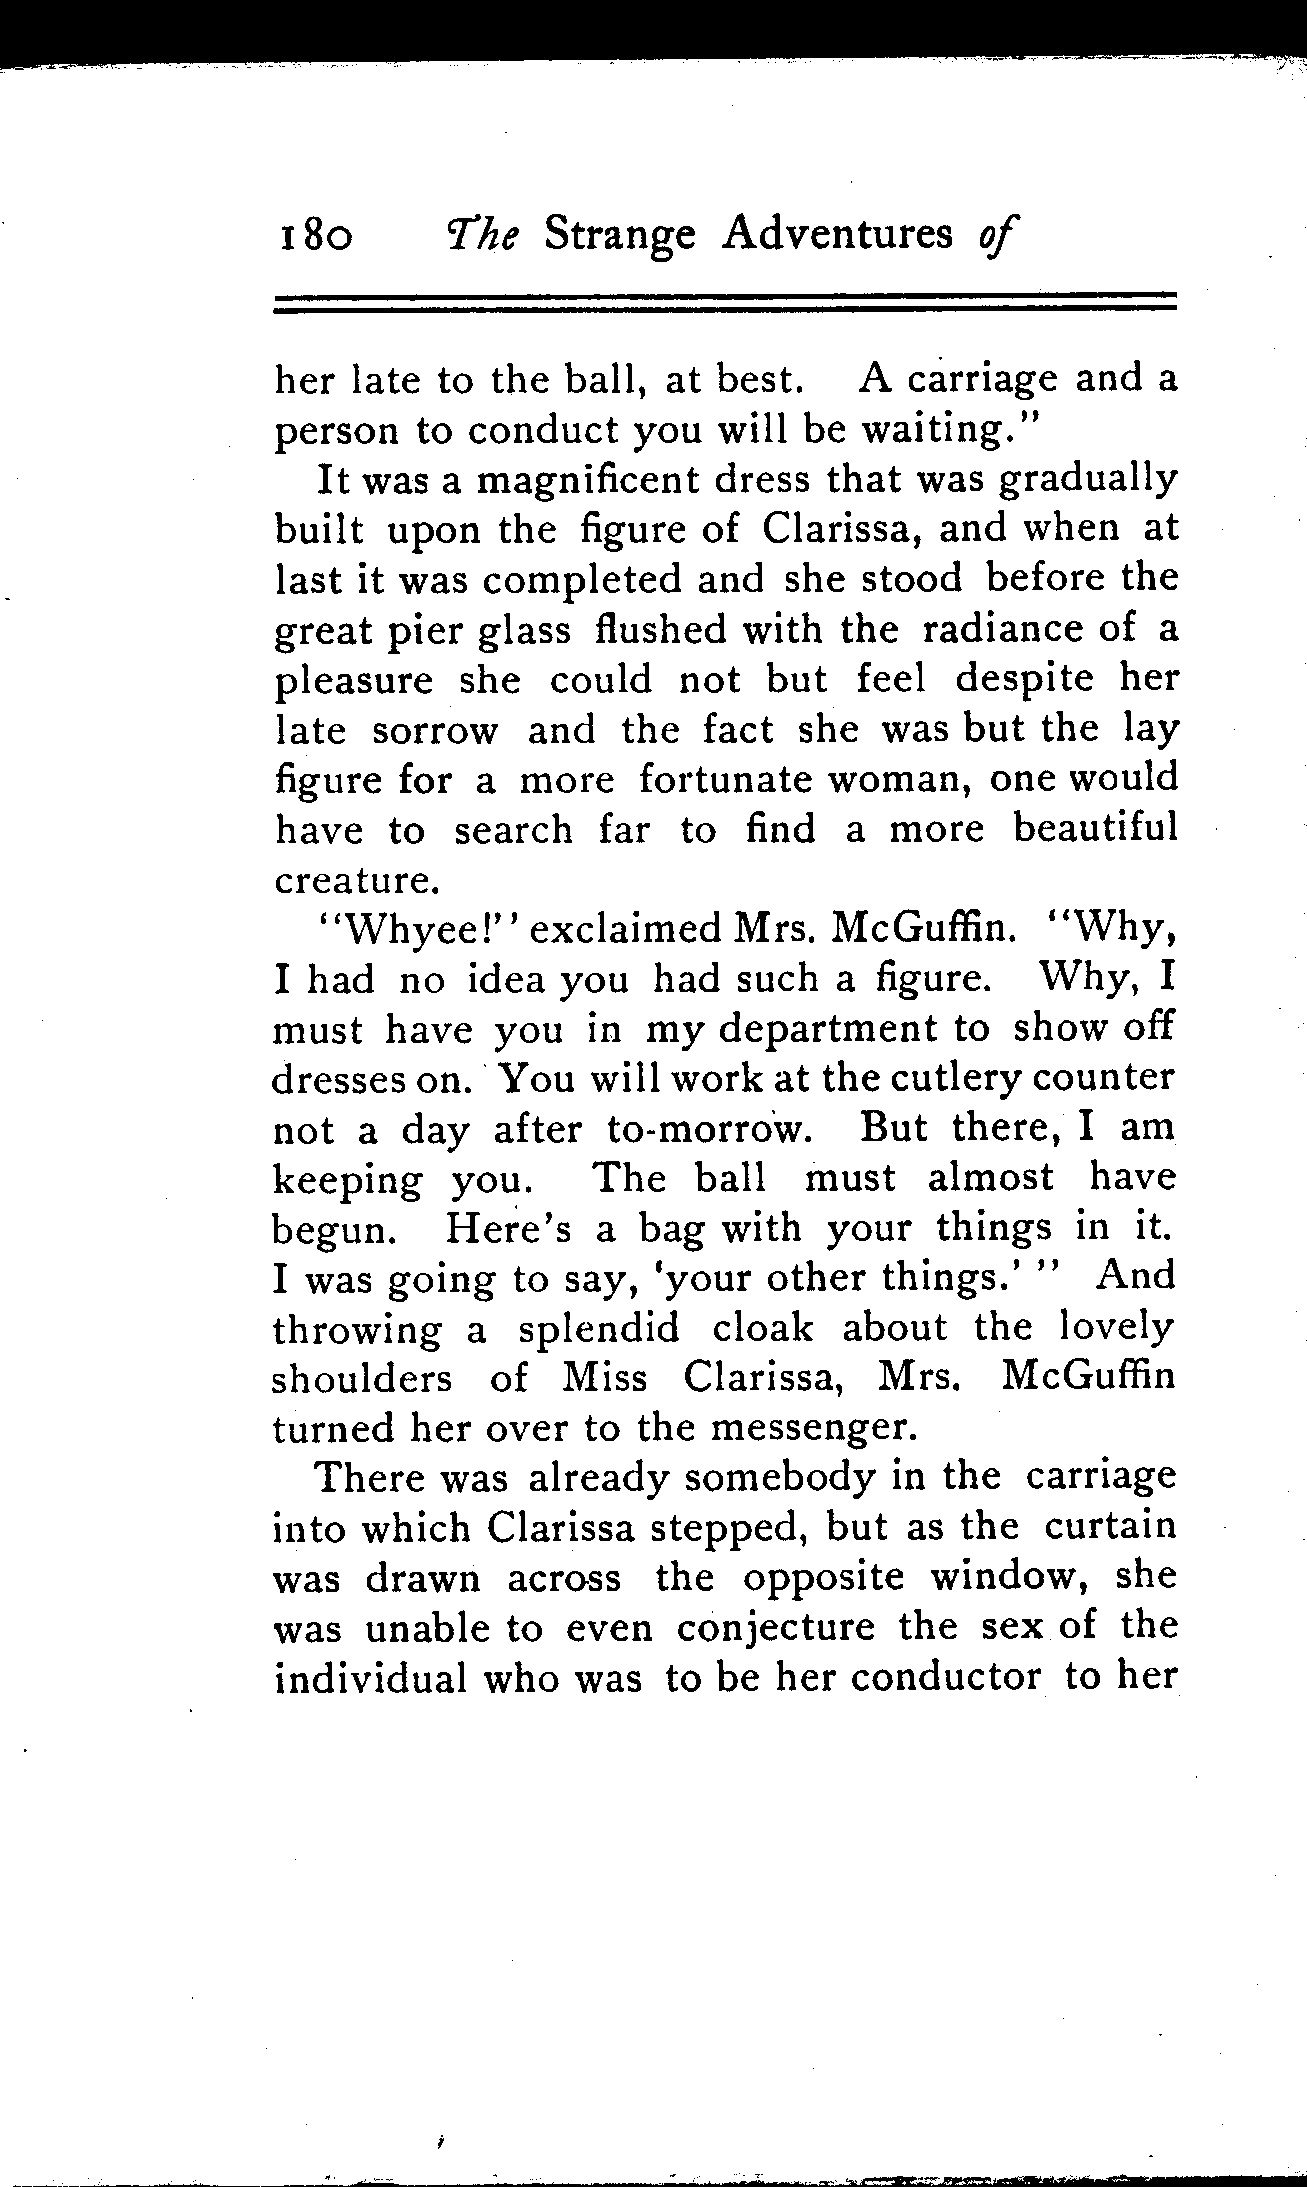 180 The Strange Adventures of
her late to the ball, at best. A carriage and a
person to conduct you will be waiting."
It was a magnificent dress that was gradually
built upon the figure of Clarissa, and when at
last it was completed and she stood before the
great pier glass flushed with the radiance of a
pleasure she could not but feel despite her
late sorrow and the fact she was but the lay
figure for a more fortunate woman, one would
have to search far to find a more beautiful
creature.
"Whyee!" exclaimed Mrs. McGuffin. "Why,
I had no idea you had such a figure. Why, I
must have you in my department to show off
dresses on. You will work at the cutlery counter
not a day after to-morrow. But there, I am
keeping you. The ball must almost have
begun. Here's a bag with your things in it.
I was going to say, 'your other things.' " And
throwing a splendid cloak about the lovely
shoulders of Miss Clarissa, Mrs. McGuffin
turned her over to the messenger.
There was already somebody in the carriage
into which Clarissa stepped, but as the curtain
was drawn across the opposite window, she
was unable to even conjecture the sex of the
individual who was to be her conductor to her